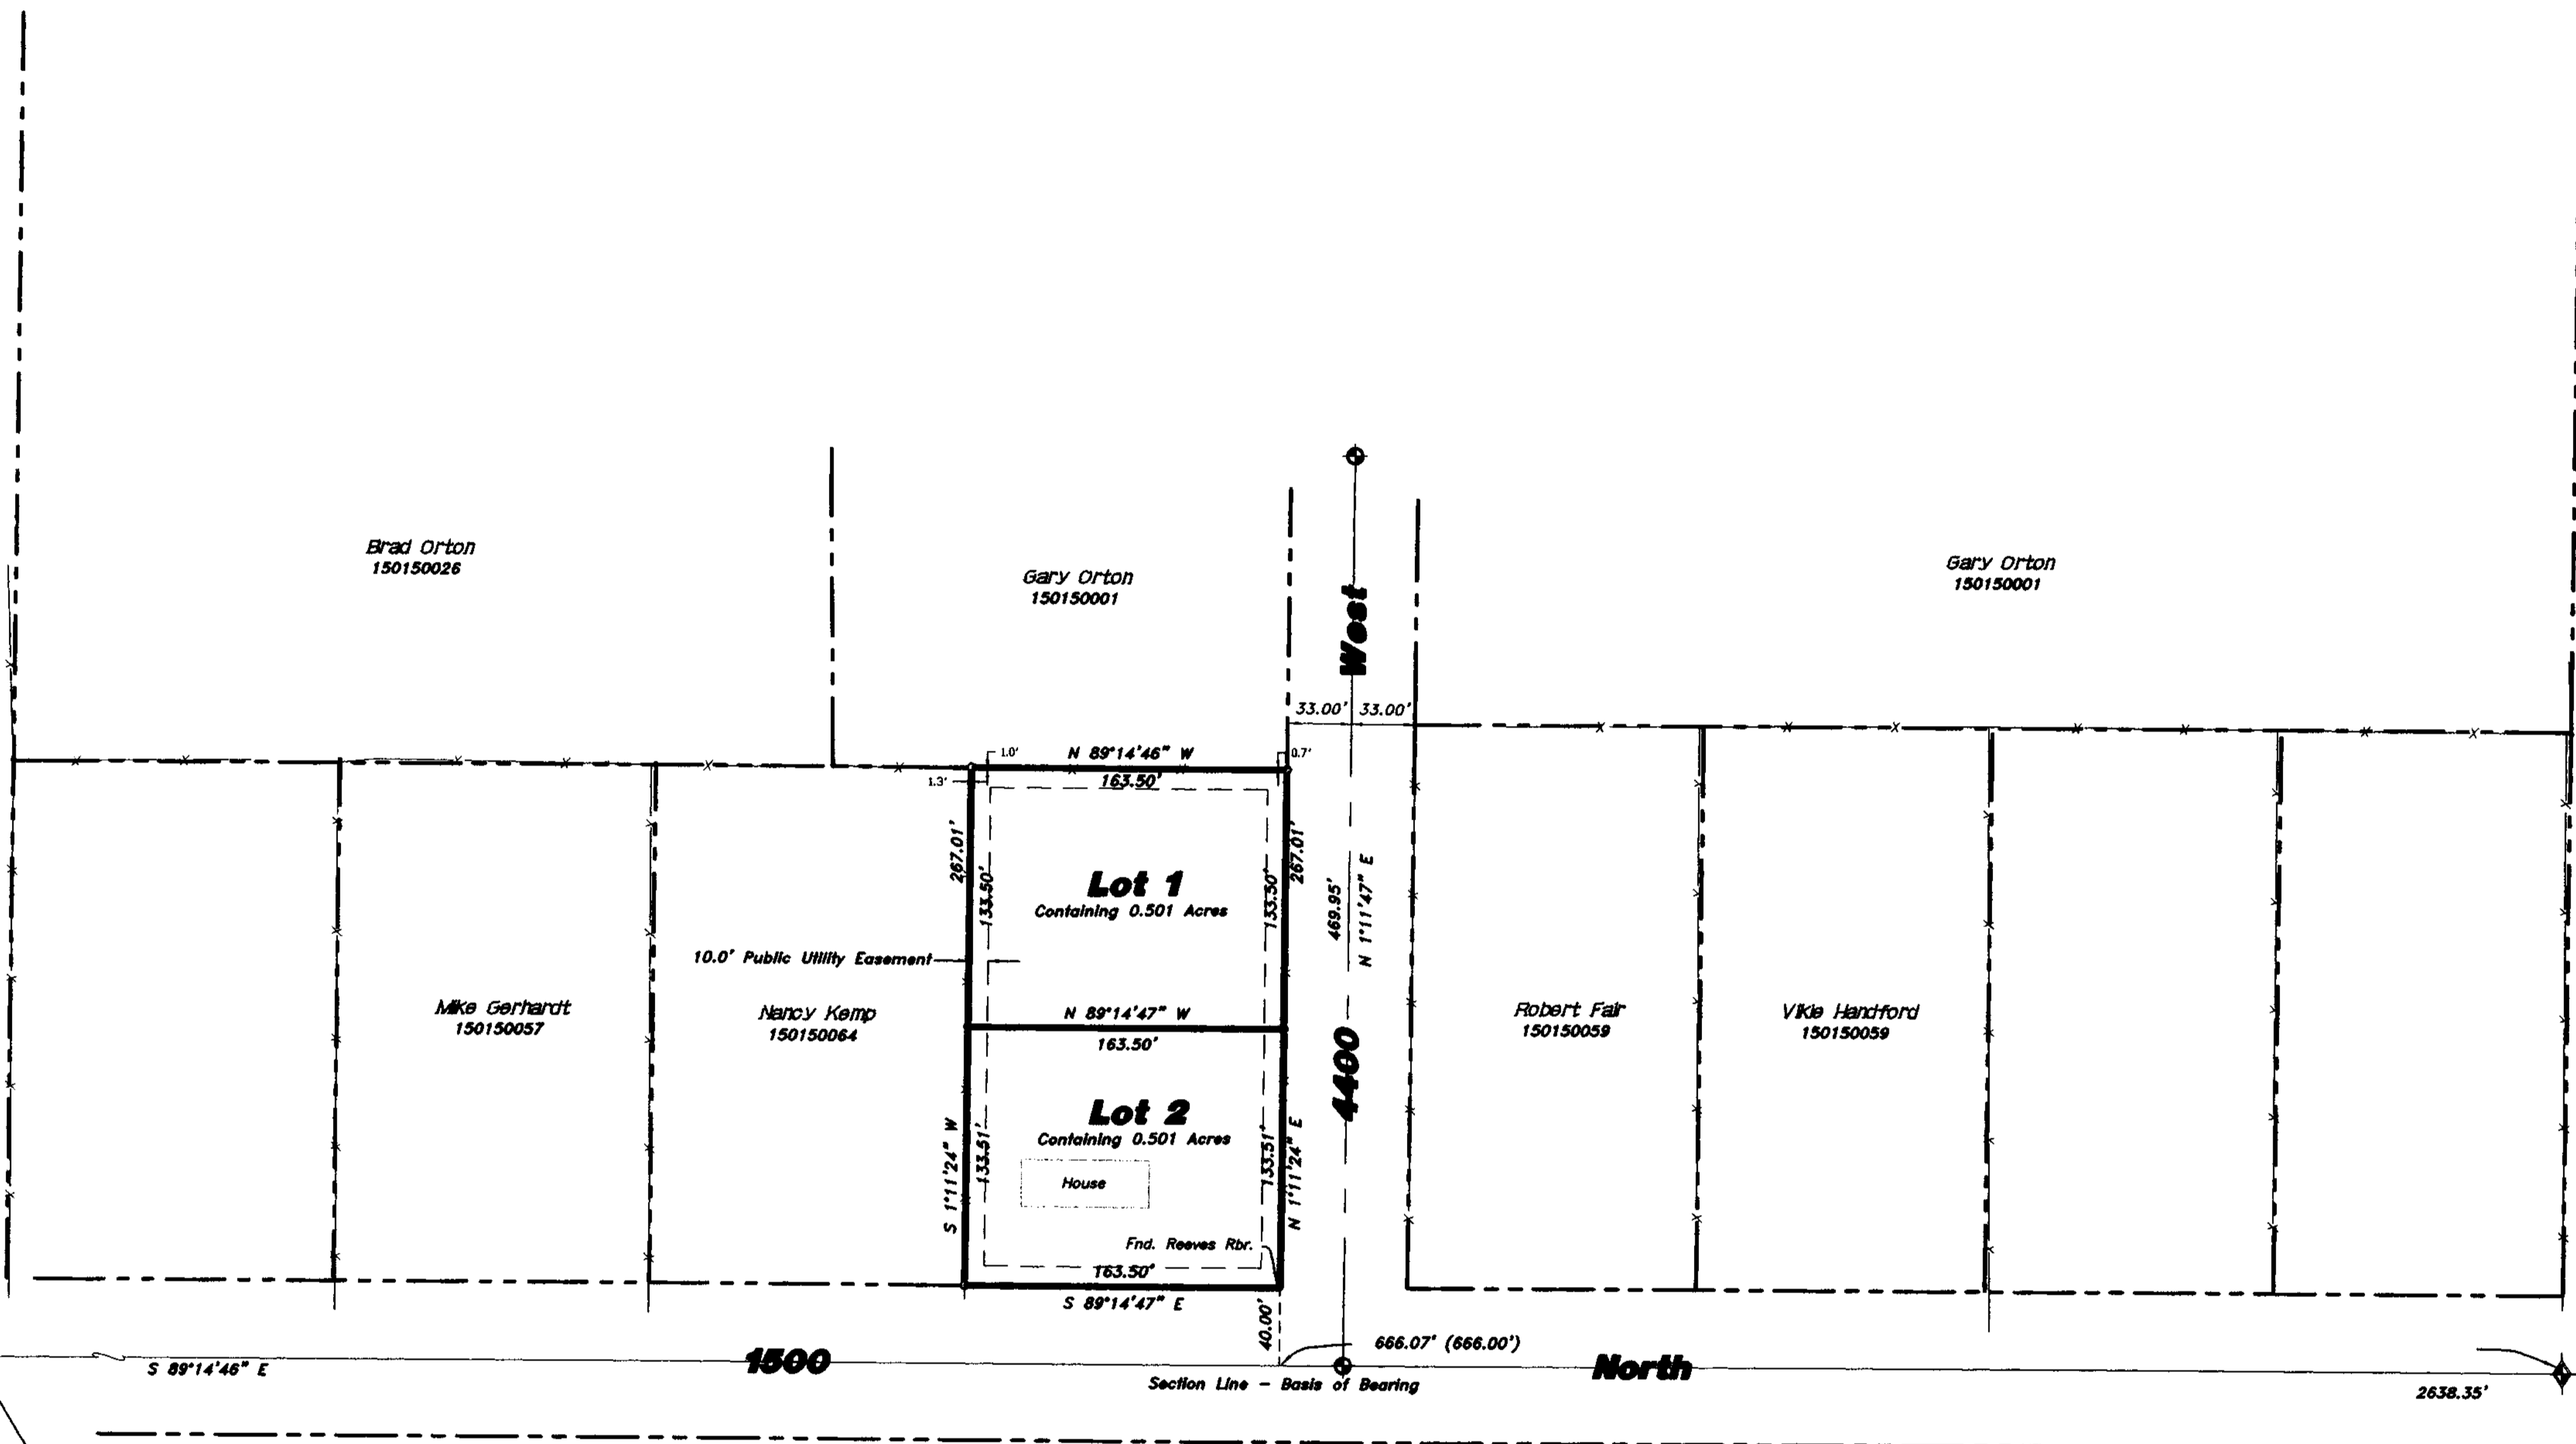 Brad Orton
150150026
Gary Orton
150150001
West
Gary Orton
150150001
33.00' 33.00'
1.0'
N 89°14'46" W
0.7'
1.3'
163.50'
267.01'
133.50'
Lot 1
Containing 0.501 Acres
133.50'
267.01'
469.95'
N 1°11'47" E
10.0' Public Utility Easement
Mike Gerhardt
150150057
Nancy Kemp
150150064
N 89°14'47" W
163.50'
4400
Robert Fair
150150059
Vikie Handford
150150059
S 1°11'24" W
133.51'
Lot 2
Containing 0.501 Acres
House
133.51'
N 1°11'24" E
Fnd. Reeves Rbr.
163.50'
S 89°14'47" E
40.00'
666.07' (666.00')
S 89°14'46" E
1500
North
Section Line - Basis of Bearing
2638.35'